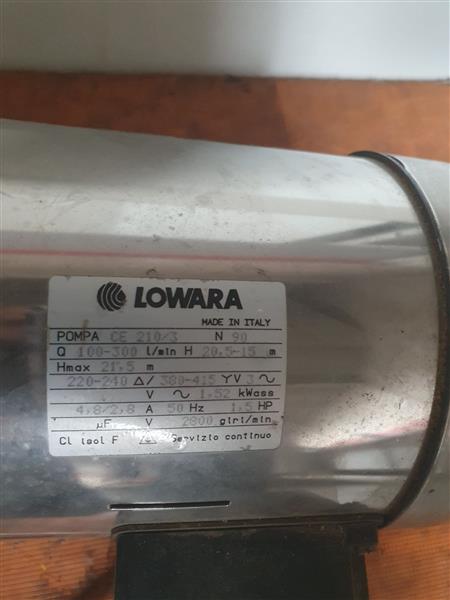 LOWARA
MADE IN ITALY
POMPA CE 210/3 N 90
Q 100-300 l/min H 20,5-15 m
Hmax 21,5 m
220-240 Δ/ 380-415 Y V 3 ~
V ~ 1,52 kWass
4,8/2,8 A 50 Hz 1,5 HP
µF V 2800 giri/min
Cl isol F Servizio continuo